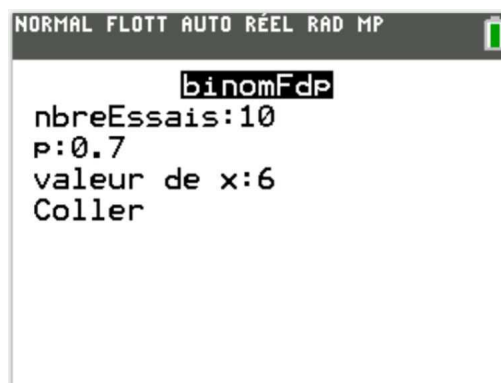 NORMAL FLOTT AUTO RÉEL RAD MP
binomFdp
nbreEssais:10
p:0.7
valeur de x:6
Coller